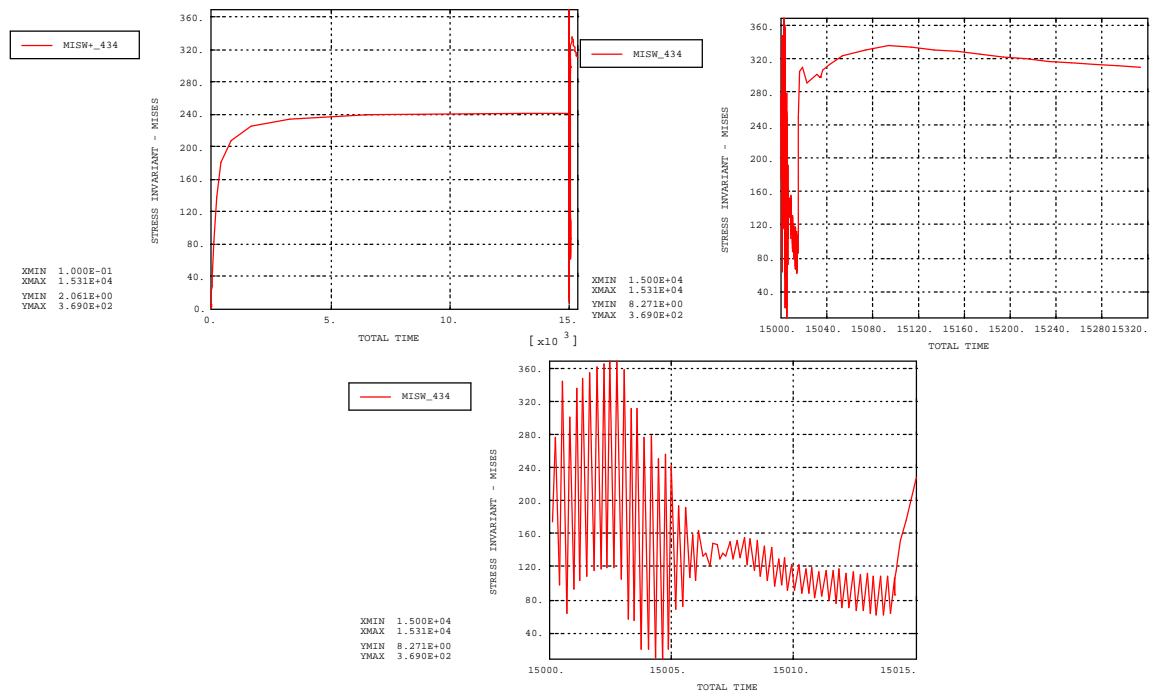 MISW+_434
STRESS INVARIANT - MISES
360.
320.
280.
240.
200.
160.
120.
80.
40.
0.
0. 5. 10. 15.
TOTAL TIME
[x10 3 ]
XMIN 1.000E-01
XMAX 1.531E+04
YMIN 2.061E+00
YMAX 3.690E+02
MISW_434
STRESS INVARIANT - MISES
360.
320.
280.
240.
200.
160.
120.
80.
40.
15000. 15040. 15080. 15120. 15160. 15200. 15240. 15280. 15320.
TOTAL TIME
XMIN 1.500E+04
XMAX 1.531E+04
YMIN 8.271E+00
YMAX 3.690E+02
MISW_434
STRESS INVARIANT - MISES
360.
320.
280.
240.
200.
160.
120.
80.
40.
15000. 15005. 15010. 15015.
TOTAL TIME
XMIN 1.500E+04
XMAX 1.531E+04
YMIN 8.271E+00
YMAX 3.690E+02